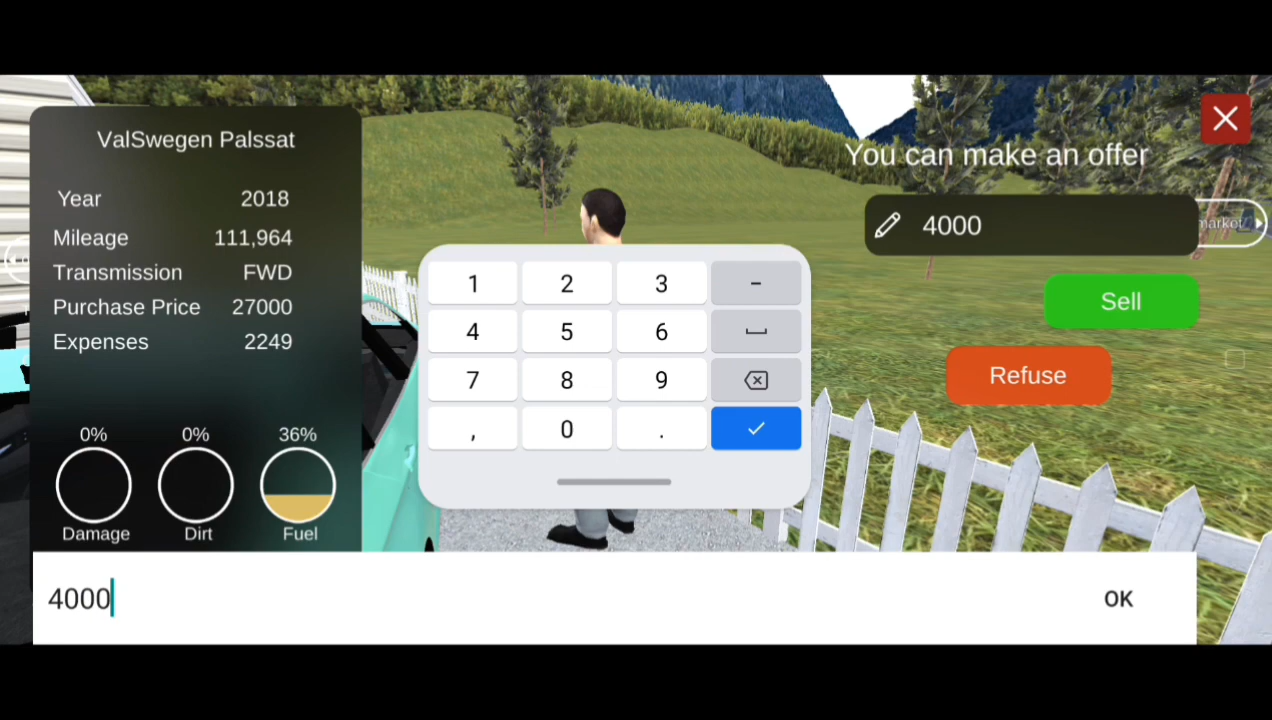 ValSwegen Palssat
Year 2018
Mileage 111,964
Transmission FWD
Purchase Price 27000
Expenses 2249
0% 0% 36%
Damage Dirt Fuel
You can make an offer
4000
market
Sell
Refuse
1 2 3 -
4 5 6
7 8 9
, 0 .
4000
OK